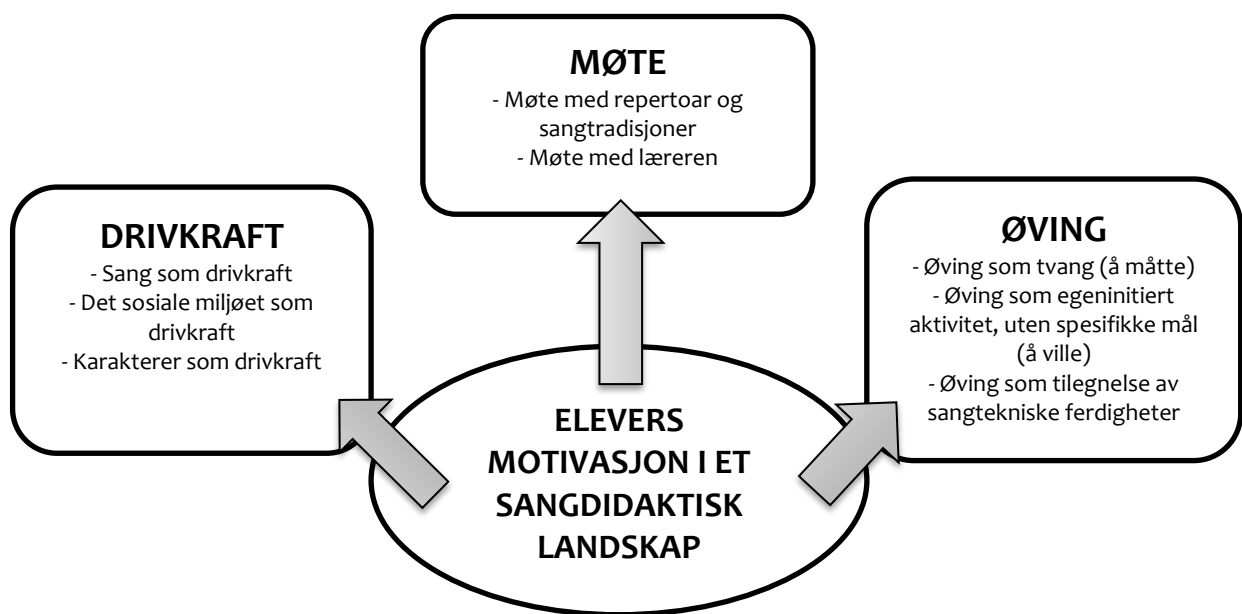 MØTE
- Møte med repertoar og
sangtradisjoner
- Møte med læreren
DRIVKRAFT
- Sang som drivkraft
- Det sosiale miljøet som
drivkraft
- Karakterer som drivkraft
ØVING
- Øving som tvang (å måtte)
- Øving som egeninitiert
aktivitet, uten spesifikke mål
(å ville)
- Øving som tilegnelse av
sangtekniske ferdigheter
ELEVERS
MOTIVASJON I ET
SANGDIDAKTISK
LANDSKAP